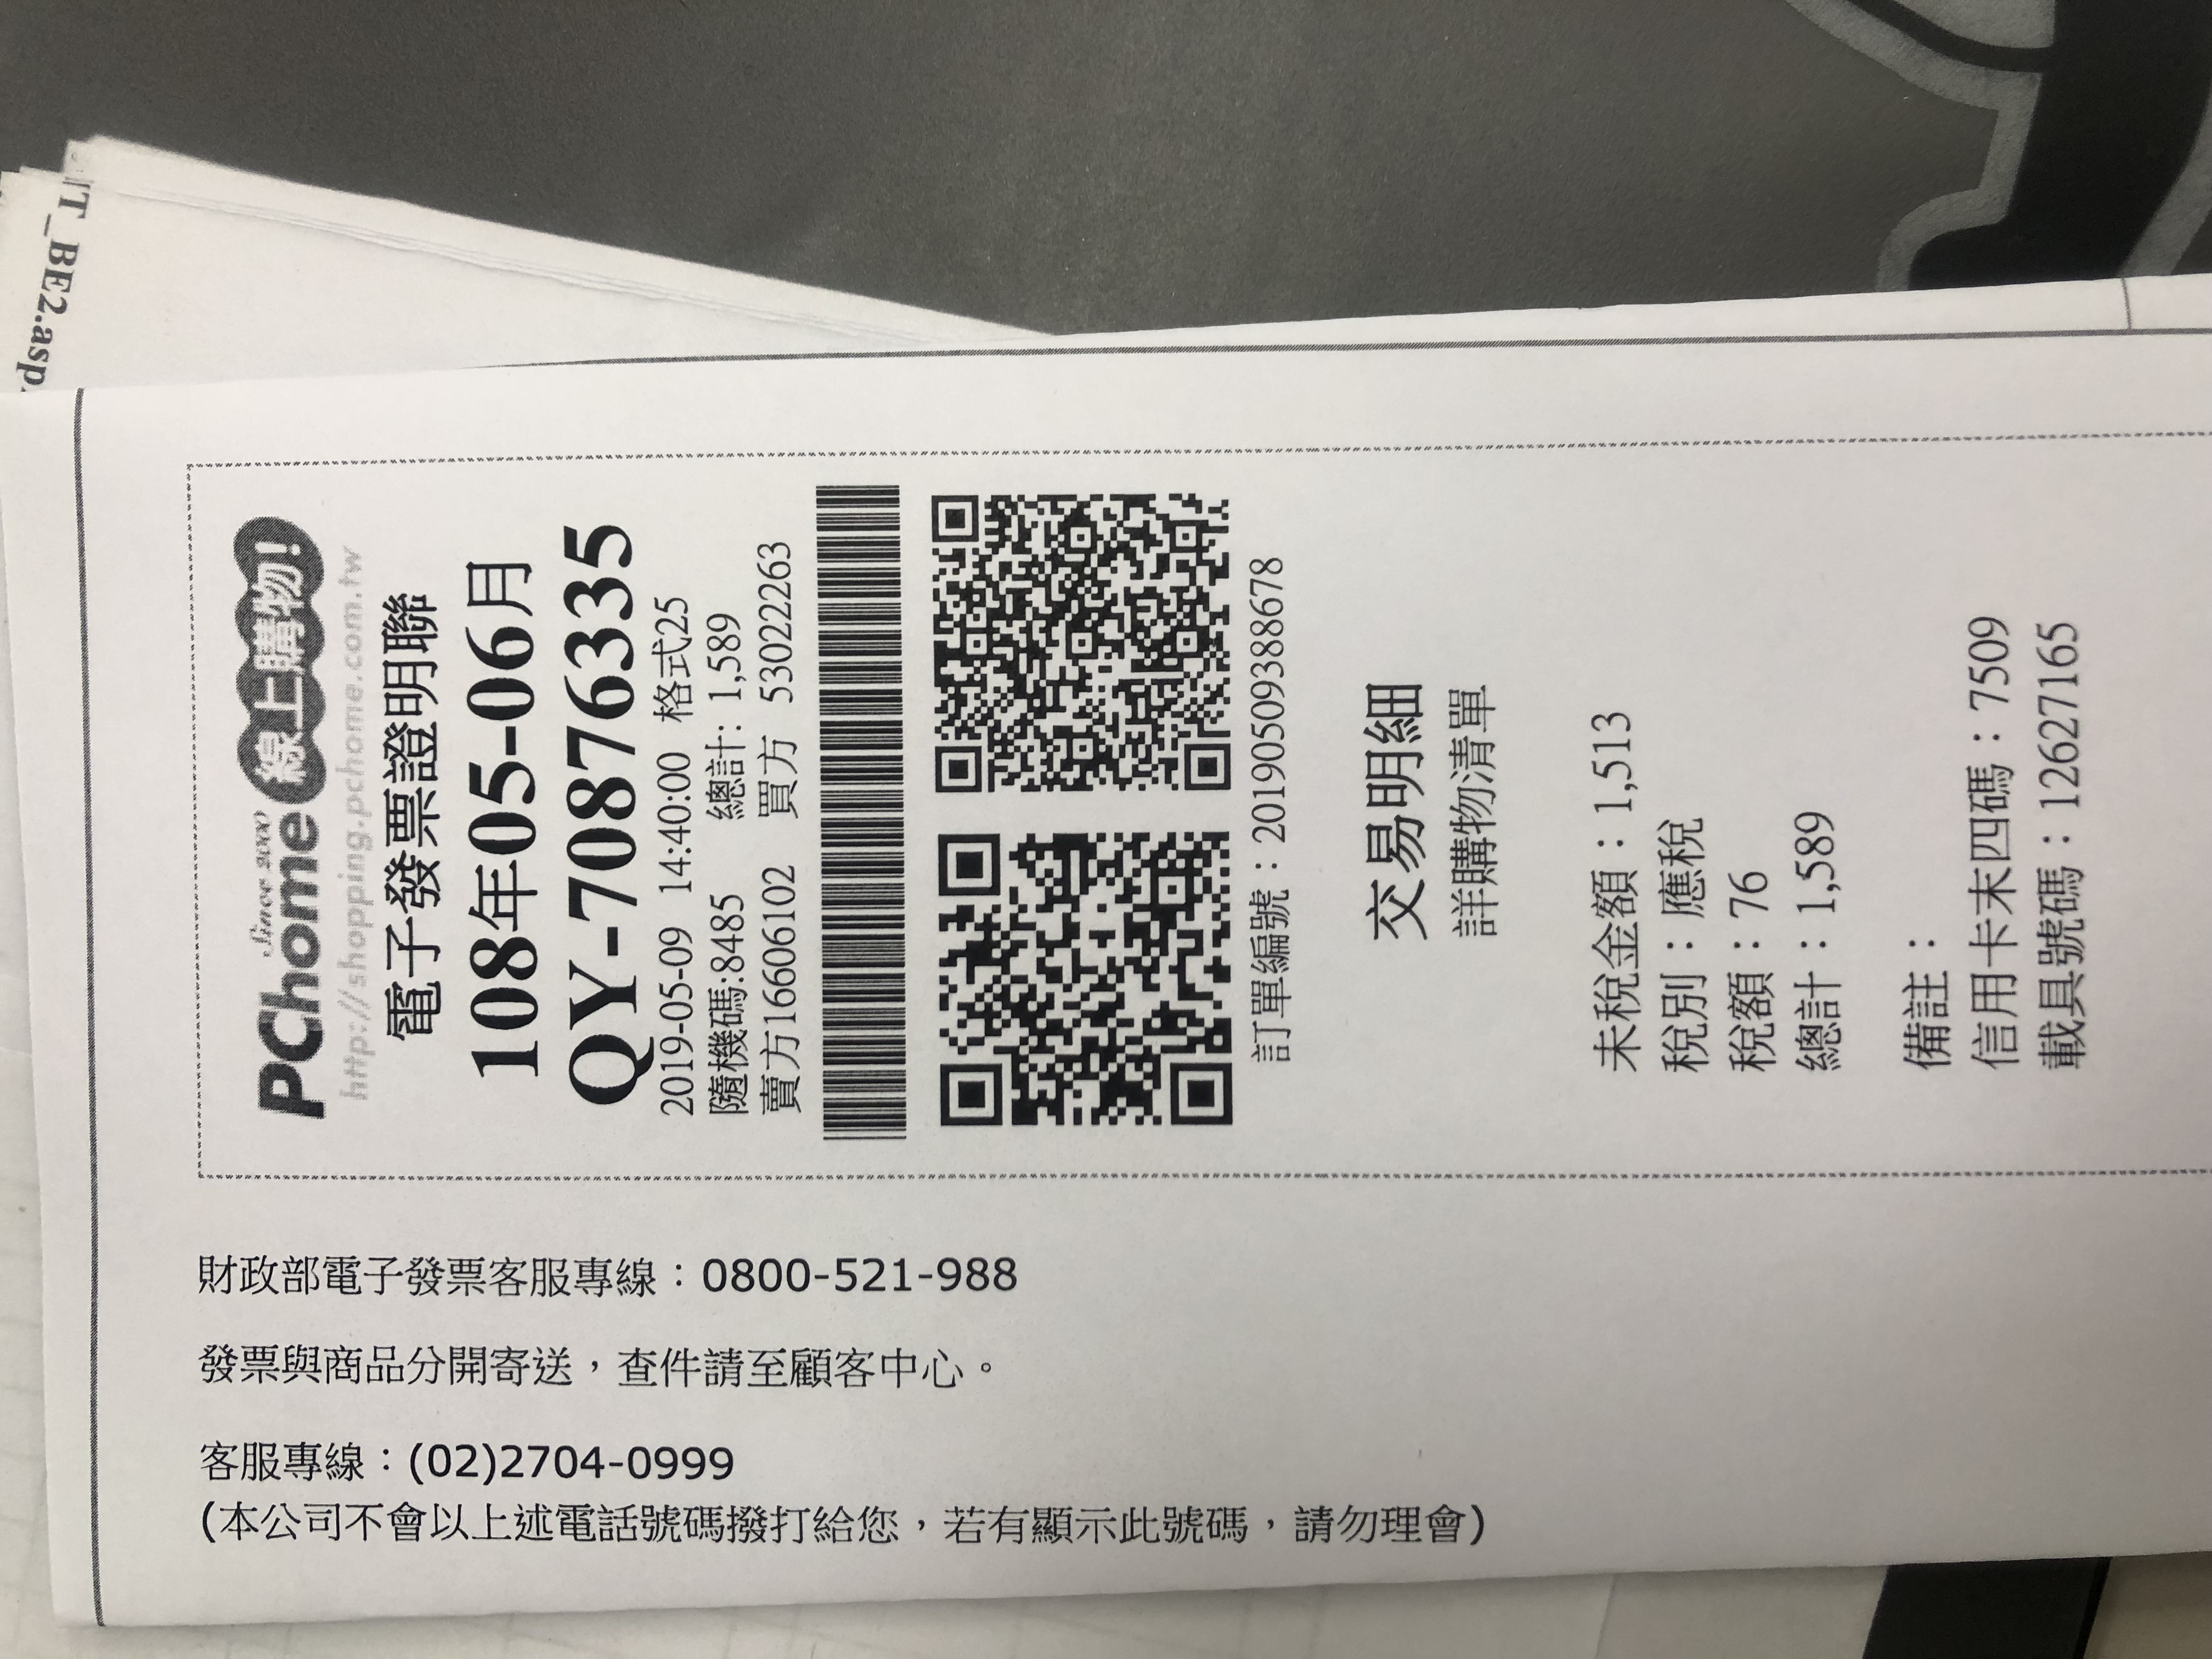 IT_BE2.asp
Since 2000
PChome 線上購物!
http://shopping.pchome.com.tw
電子發票證明聯
108年05-06月
QY-70876335
2019-05-09 14:40:00 格式25
隨機碼:8485 總計: 1,589
賣方16606102 買方 53022263
訂單編號：20190509388678
交易明細
詳購物清單
未稅金額：1,513
稅別：應稅
稅額：76
總計：1,589
備註：
信用卡末四碼：7509
載具號碼：12627165
財政部電子發票客服專線：0800-521-988
發票與商品分開寄送，查件請至顧客中心。
客服專線：(02)2704-0999
(本公司不會以上述電話號碼撥打給您，若有顯示此號碼，請勿理會)